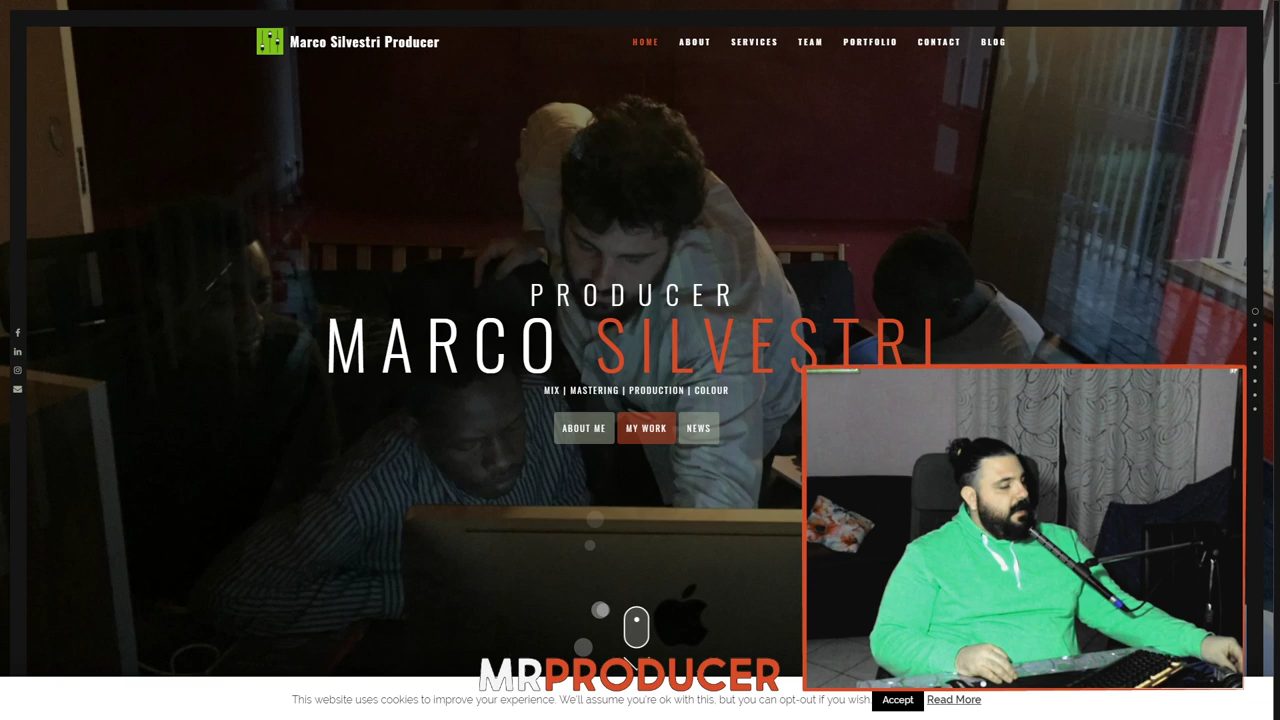 Marco Silvestri Producer
HOME ABOUT SERVICES TEAM PORTFOLIO CONTACT BLOG
PRODUCER
MARCO SILVESTRI
MIX | MASTERING | PRODUCTION | COLOUR
ABOUT ME MY WORK NEWS
MRPRODUCER
This website uses cookies to improve your experience. We'll assume you're ok with this, but you can opt-out if you wish. Accept Read More